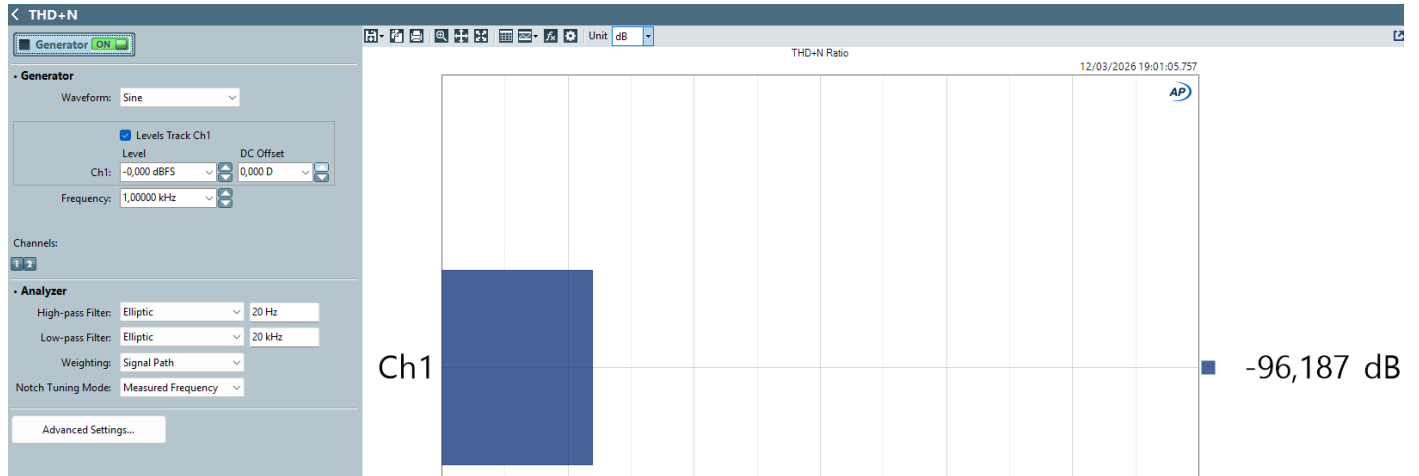 THD+N
Generator ON
Unit dB
THD+N Ratio
12/03/2026 19:01:05.757
AP
Generator
Waveform: Sine
Levels Track Ch1
Level DC Offset
Ch1: -0,000 dBFS 0,000 D
Frequency: 1,00000 kHz
Channels:
1 2
Analyzer
High-pass Filter: Elliptic 20 Hz
Low-pass Filter: Elliptic 20 kHz
Weighting: Signal Path
Notch Tuning Mode: Measured Frequency
Advanced Settings...
Ch1
-96,187 dB